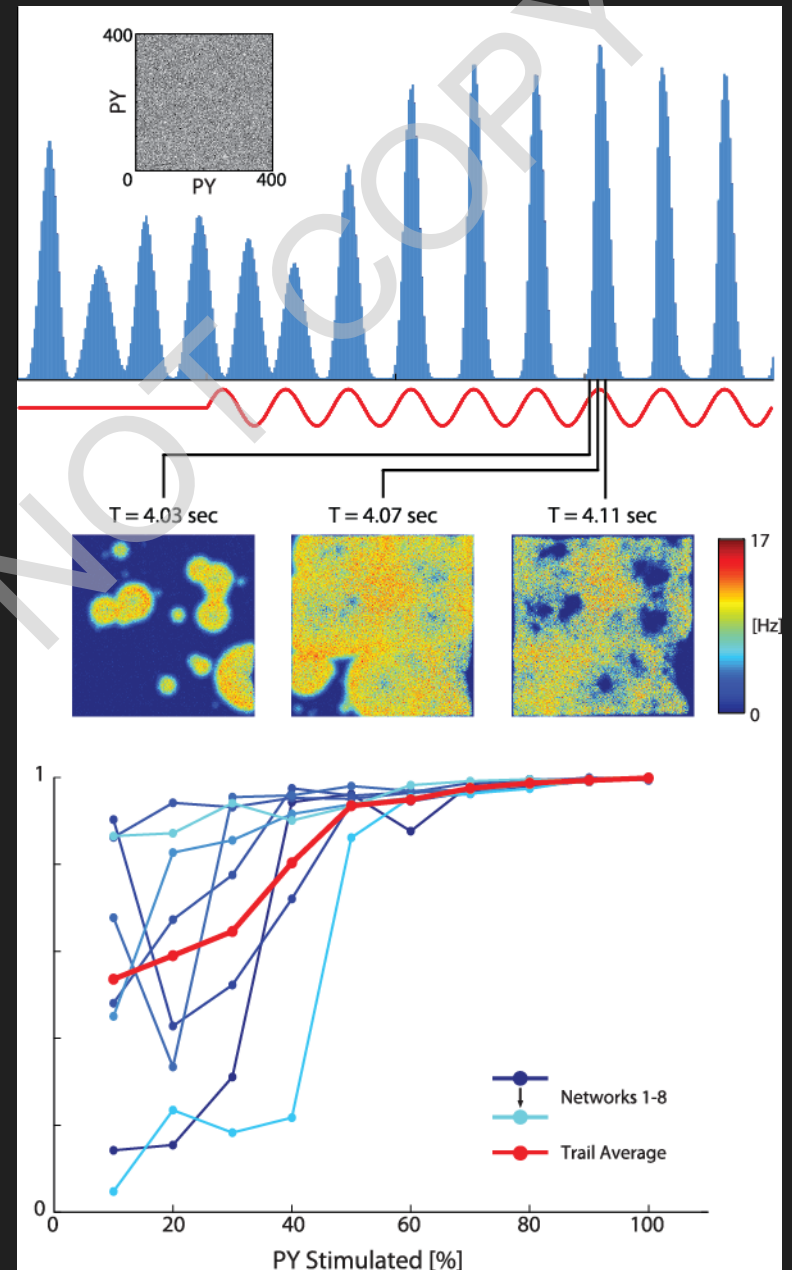 400
PY
0
PY
400
NOT COPY
T = 4.03 sec
T = 4.07 sec
T = 4.11 sec
17
[Hz]
0
1
0
Networks 1-8
Trail Average
0
20
40
60
80
100
PY Stimulated [%]